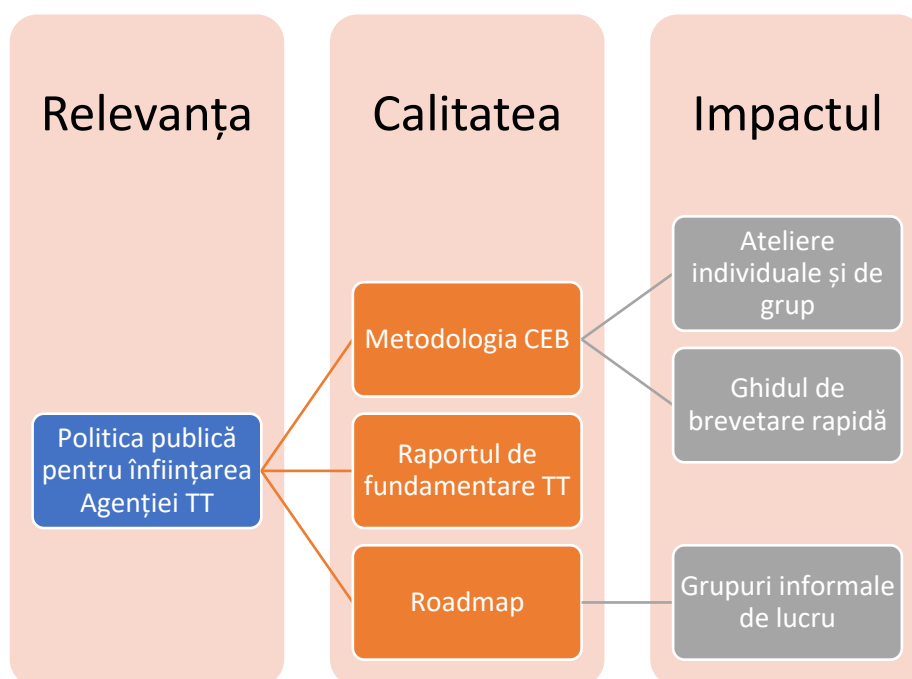 Relevanța
Calitatea
Impactul
Politica publică
pentru înființarea
Agenției TT
Metodologia CEB
Raportul de
fundamentare TT
Roadmap
Ateliere
individuale și de
grup
Ghidul de
brevetare rapidă
Grupuri informale
de lucru